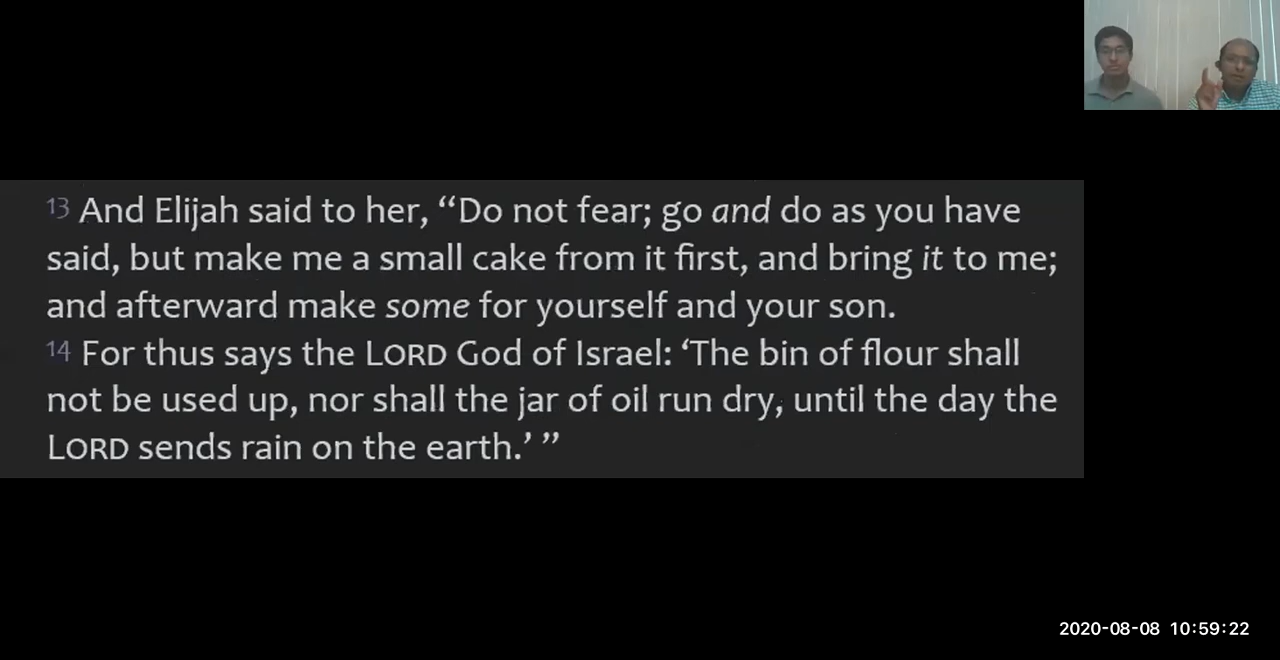 13 And Elijah said to her, “Do not fear; go and do as you have
said, but make me a small cake from it first, and bring it to me;
and afterward make some for yourself and your son.
14 For thus says the LORD God of Israel: ‘The bin of flour shall
not be used up, nor shall the jar of oil run dry, until the day the
LORD sends rain on the earth.’ ”
2020-08-08 10:59:22